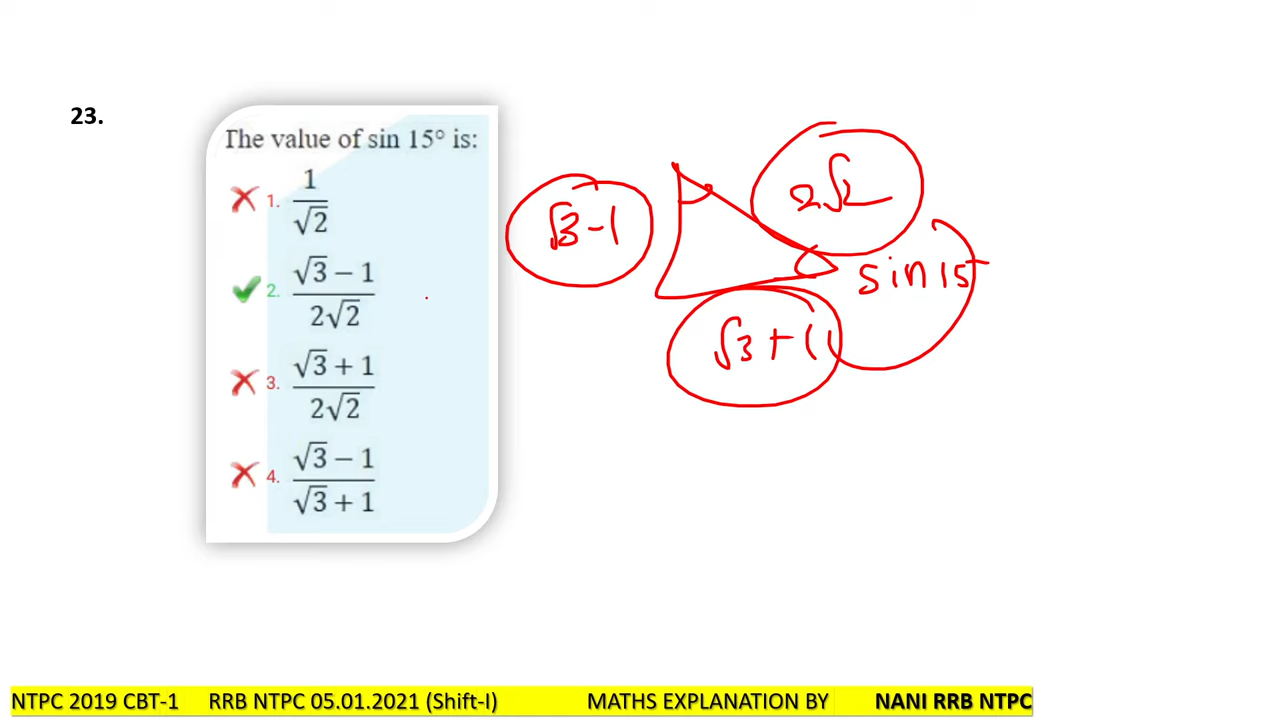 23.
The value of sin 15° is:
1. 1/√2
2. (√3 − 1)/(2√2)
3. (√3 + 1)/(2√2)
4. (√3 − 1)/(√3 + 1)
2√2
√3-1
sin 15
√3+1
NTPC 2019 CBT-1 RRB NTPC 05.01.2021 (Shift-I) MATHS EXPLANATION BY NANI RRB NTPC